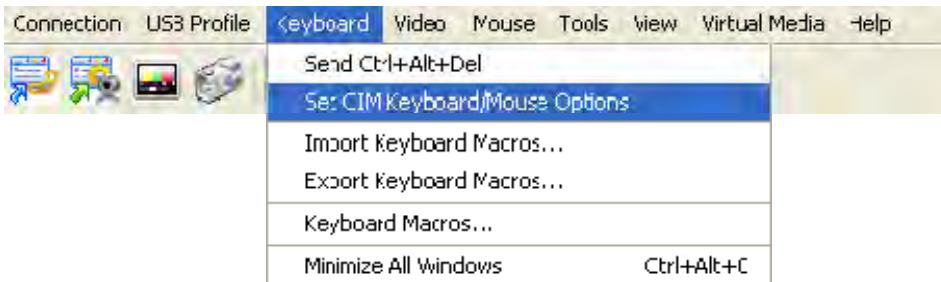 Connection USB Profile Keyboard Video Mouse Tools View Virtual Media Help
Send Ctrl+Alt+Del
Set CIM Keyboard/Mouse Options
Import Keyboard Macros...
Export Keyboard Macros...
Keyboard Macros...
Minimize All Windows Ctrl+Alt+